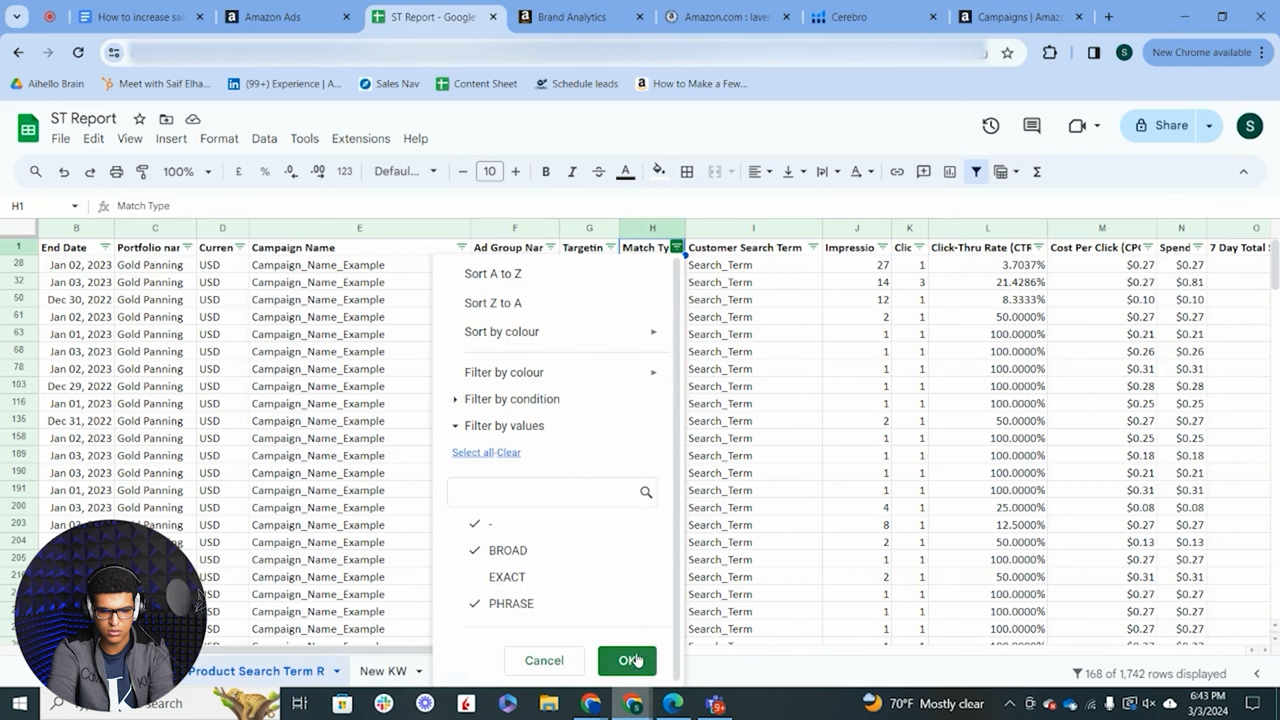 How to increase sal
Amazon Ads
ST Report - Google
Brand Analytics
Amazon.com : laven
Cerebro
Campaigns | Amazo
New Chrome available
Aihello Brain
Meet with Saif Elha...
(99+) Experience | A...
Sales Nav
Content Sheet
Schedule leads
How to Make a Few...
ST Report
File Edit View Insert Format Data Tools Extensions Help
Share
S
100% £ % .0 .00 123 Defaul... 10 B I A
H1 Match Type
B C D E F G H I J K L M N O
1 End Date Portfolio nar Curren Campaign Name Ad Group Nar Targetin Match Ty Customer Search Term Impressio Clic Click-Thru Rate (CTR Cost Per Click (CPC Spend 7 Day Total
28 Jan 02, 2023 Gold Panning USD Campaign_Name_Example Search_Term 27 1 3.7037% $0.27 $0.27
32 Jan 03, 2023 Gold Panning USD Campaign_Name_Example Search_Term 14 3 21.4286% $0.27 $0.81
50 Dec 30, 2022 Gold Panning USD Campaign_Name_Example Search_Term 12 1 8.3333% $0.10 $0.10
61 Jan 02, 2023 Gold Panning USD Campaign_Name_Example Search_Term 2 1 50.0000% $0.27 $0.27
63 Jan 01, 2023 Gold Panning USD Campaign_Name_Example Search_Term 1 1 100.0000% $0.21 $0.21
68 Jan 03, 2023 Gold Panning USD Campaign_Name_Example Search_Term 1 1 100.0000% $0.26 $0.26
78 Jan 02, 2023 Gold Panning USD Campaign_Name_Example Search_Term 1 1 100.0000% $0.31 $0.31
103 Dec 29, 2022 Gold Panning USD Campaign_Name_Example Search_Term 1 1 100.0000% $0.28 $0.28
116 Jan 01, 2023 Gold Panning USD Campaign_Name_Example Search_Term 1 1 100.0000% $0.25 $0.25
135 Dec 31, 2022 Gold Panning USD Campaign_Name_Example Search_Term 2 1 50.0000% $0.27 $0.27
158 Jan 02, 2023 Gold Panning USD Campaign_Name_Example Search_Term 1 1 100.0000% $0.25 $0.25
189 Jan 03, 2023 Gold Panning USD Campaign_Name_Example Search_Term 1 1 100.0000% $0.18 $0.18
190 Jan 03, 2023 Gold Panning USD Campaign_Name_Example Search_Term 1 1 100.0000% $0.21 $0.21
191 Jan 01, 2023 Gold Panning USD Campaign_Name_Example Search_Term 1 1 100.0000% $0.31 $0.31
200 Jan 03, 2023 Gold Panning USD Campaign_Name_Example Search_Term 4 1 25.0000% $0.08 $0.08
203 Gold Panning USD Campaign_Name_Example Search_Term 8 1 12.5000% $0.27 $0.27
204 Gold Panning USD Campaign_Name_Example Search_Term 2 1 50.0000% $0.13 $0.13
205 Gold Panning USD Campaign_Name_Example Search_Term 1 1 100.0000% $0.27 $0.27
Gold Panning USD Campaign_Name_Example Search_Term 2 1 50.0000% $0.31 $0.31
USD Campaign_Name_Example Search_Term 1 1 100.0000% $0.27 $0.27
USD Campaign_Name_Example Search_Term 1 1 100.0000% $0.27 $0.27
USD Campaign_Name_Example Search_Term 1 1 100.0000% $0.27 $0.27
Sort A to Z
Sort Z to A
Sort by colour
Filter by colour
Filter by condition
Filter by values
Select all-Clear
-
BROAD
EXACT
PHRASE
Cancel OK
Product Search Term R New KW 168 of 1,742 rows displayed
search 70°F Mostly clear 6:43 PM
3/3/2024